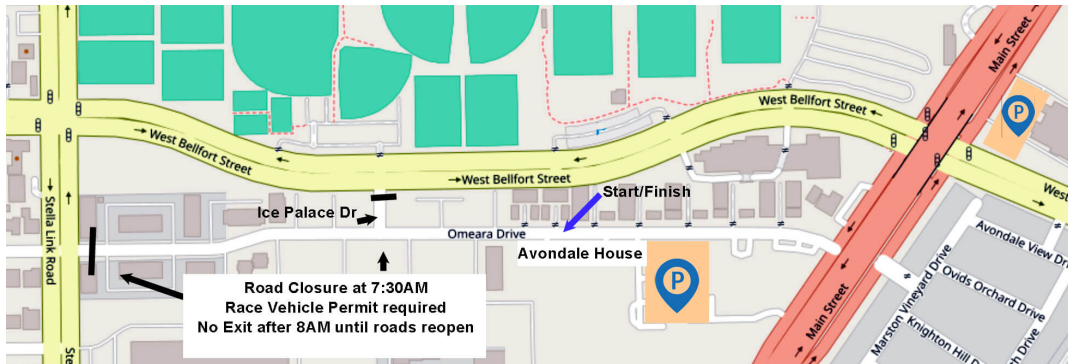 Main Street
P
West Bellfort Street
West Bellfort Street
West Bellfort Street
West
Stella Link Road
Ice Palace Dr
Start/Finish
Omeara Drive
Avondale House
P
Avondale View Dr
Ovids Orchard Drive
Marston Vineyard Drive
Knighton Hill D
h Drive
Main Street
Road Closure at 7:30AM
Race Vehicle Permit required
No Exit after 8AM until roads reopen